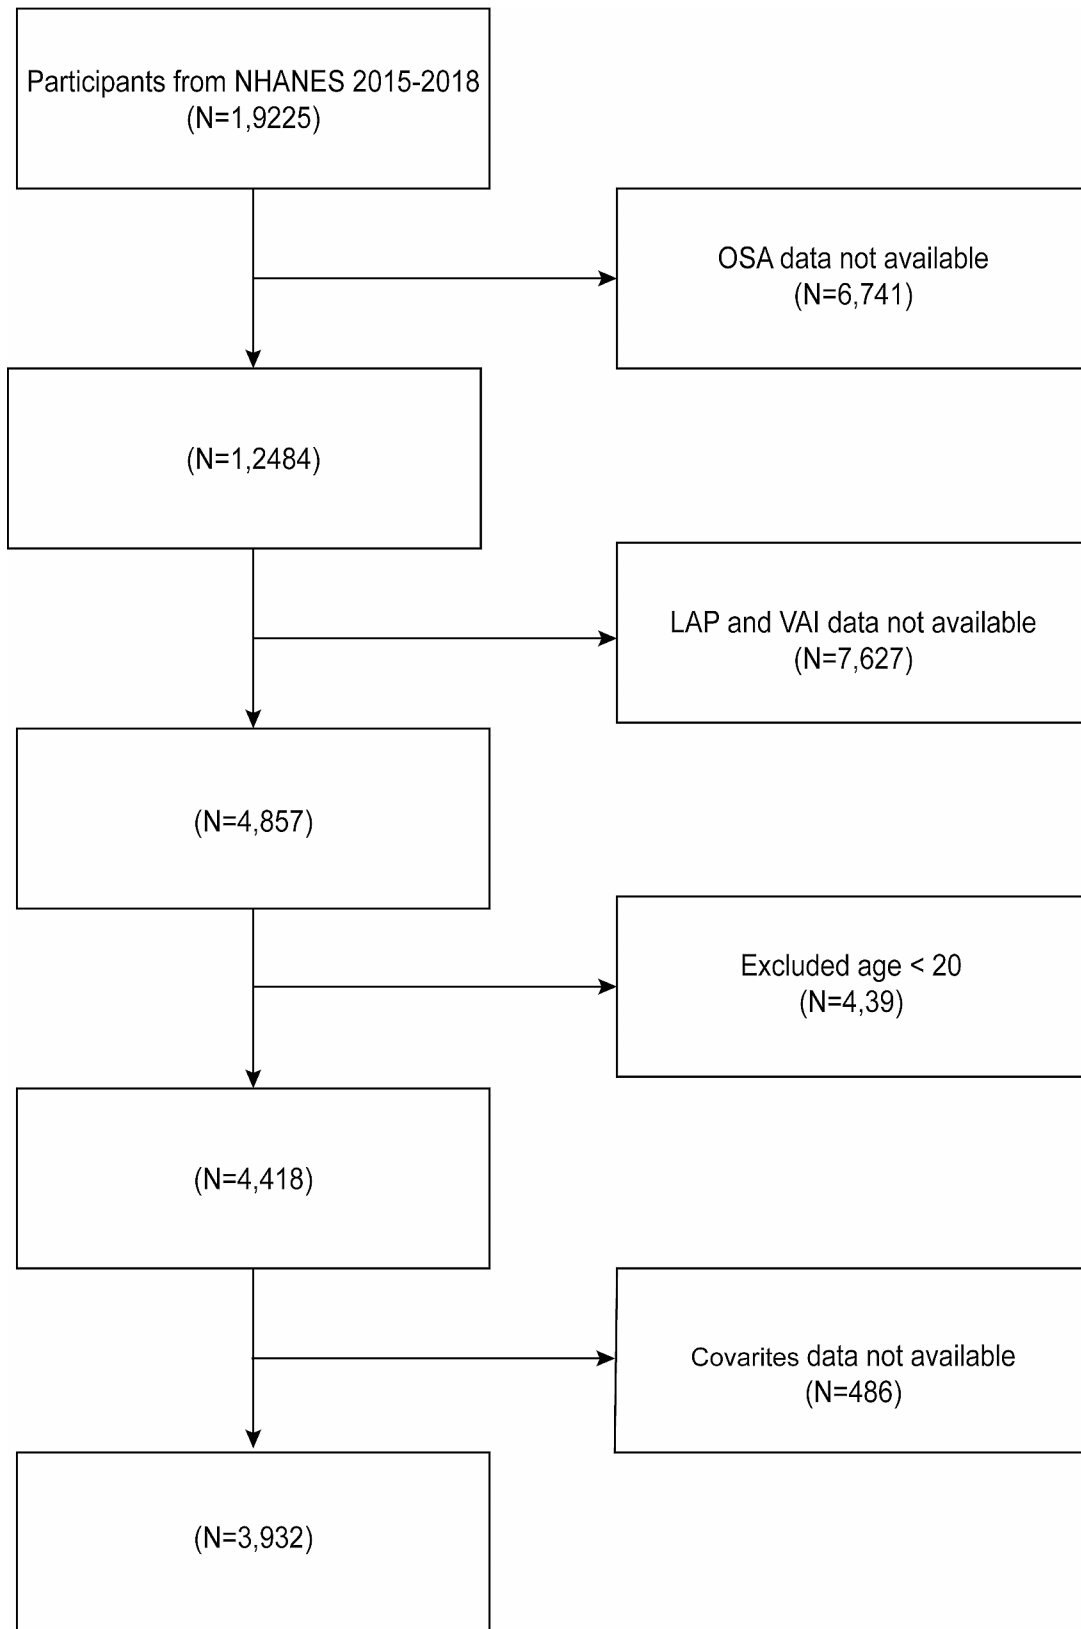 Participants from NHANES 2015-2018
(N=1,9225)
OSA data not available
(N=6,741)
(N=1,2484)
LAP and VAI data not available
(N=7,627)
(N=4,857)
Excluded age < 20
(N=4,39)
(N=4,418)
Covarites data not available
(N=486)
(N=3,932)